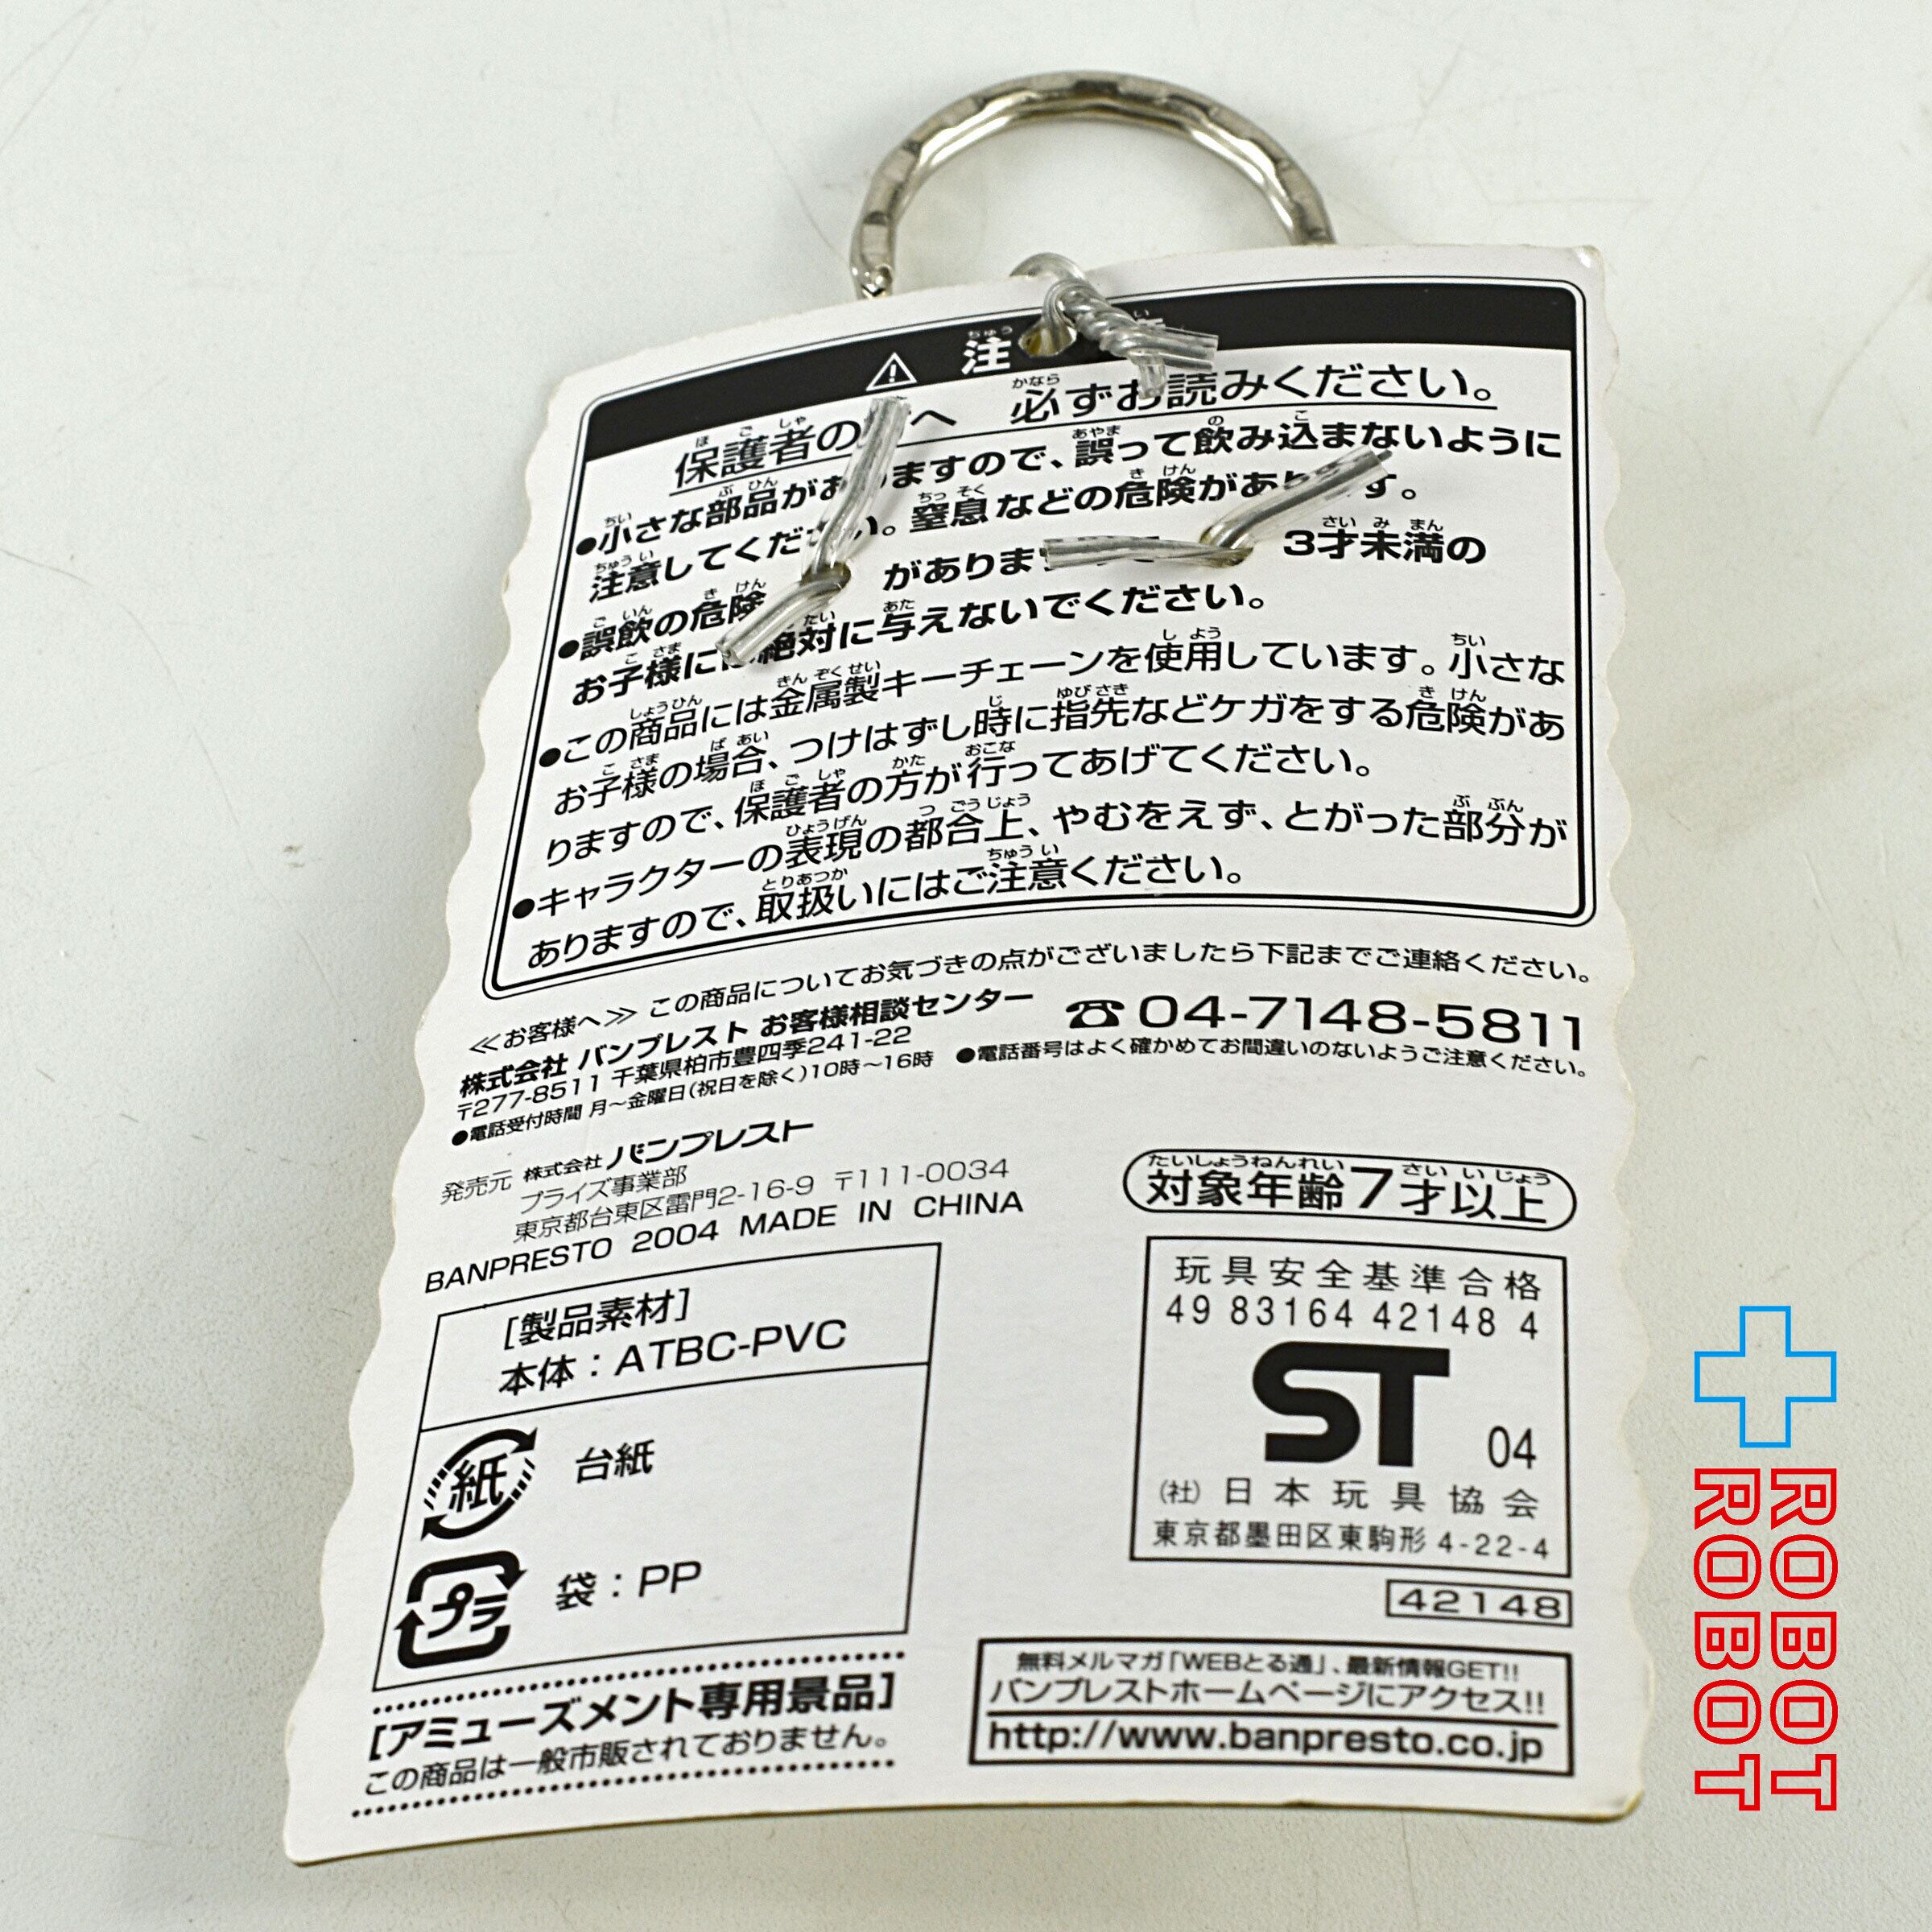 注
保護者の へ 必ずお読みください。
●小さな部品があ ますので、誤って飲み込まないように
注意してくだ い。窒息などの危険があり す。
●誤飲の危険 がありま 3才未満の
お子様には絶対に与えないでください。
●この商品には金属製キーチェーンを使用しています。小さな
お子様の場合、つけはずし時に指先などケガをする危険があ
りますので、保護者の方が行ってあげてください。
●キャラクターの表現の都合上、やむをえず、とがった部分が
ありますので、取扱いにはご注意ください。
≪お客様へ≫ この商品についてお気づきの点がございましたら下記までご連絡ください。
株式会社 バンプレスト お客様相談センター ☎04-7148-5811
〒277-8511 千葉県柏市豊四季241-22
●電話受付時間 月〜金曜日(祝日を除く)10時〜16時 ●電話番号はよく確かめてお間違いのないようご注意ください。
発売元 株式会社 バンプレスト
プライズ事業部
東京都台東区雷門2-16-9 〒111-0034
BANPRESTO 2004 MADE IN CHINA
対象年齢7才以上
[製品素材]
本体：ATBC-PVC
紙 台紙
プラ 袋：PP
玩具安全基準合格
49 83164 42148 4
ST 04
(社) 日本玩具協会
東京都墨田区東駒形 4-22-4
42148
[アミューズメント専用景品]
この商品は一般市販されておりません。
無料メルマガ「WEBとる通」、最新情報GET!!
バンプレストホームページにアクセス!!
http://www.banpresto.co.jp
ROBOT
ROBOT